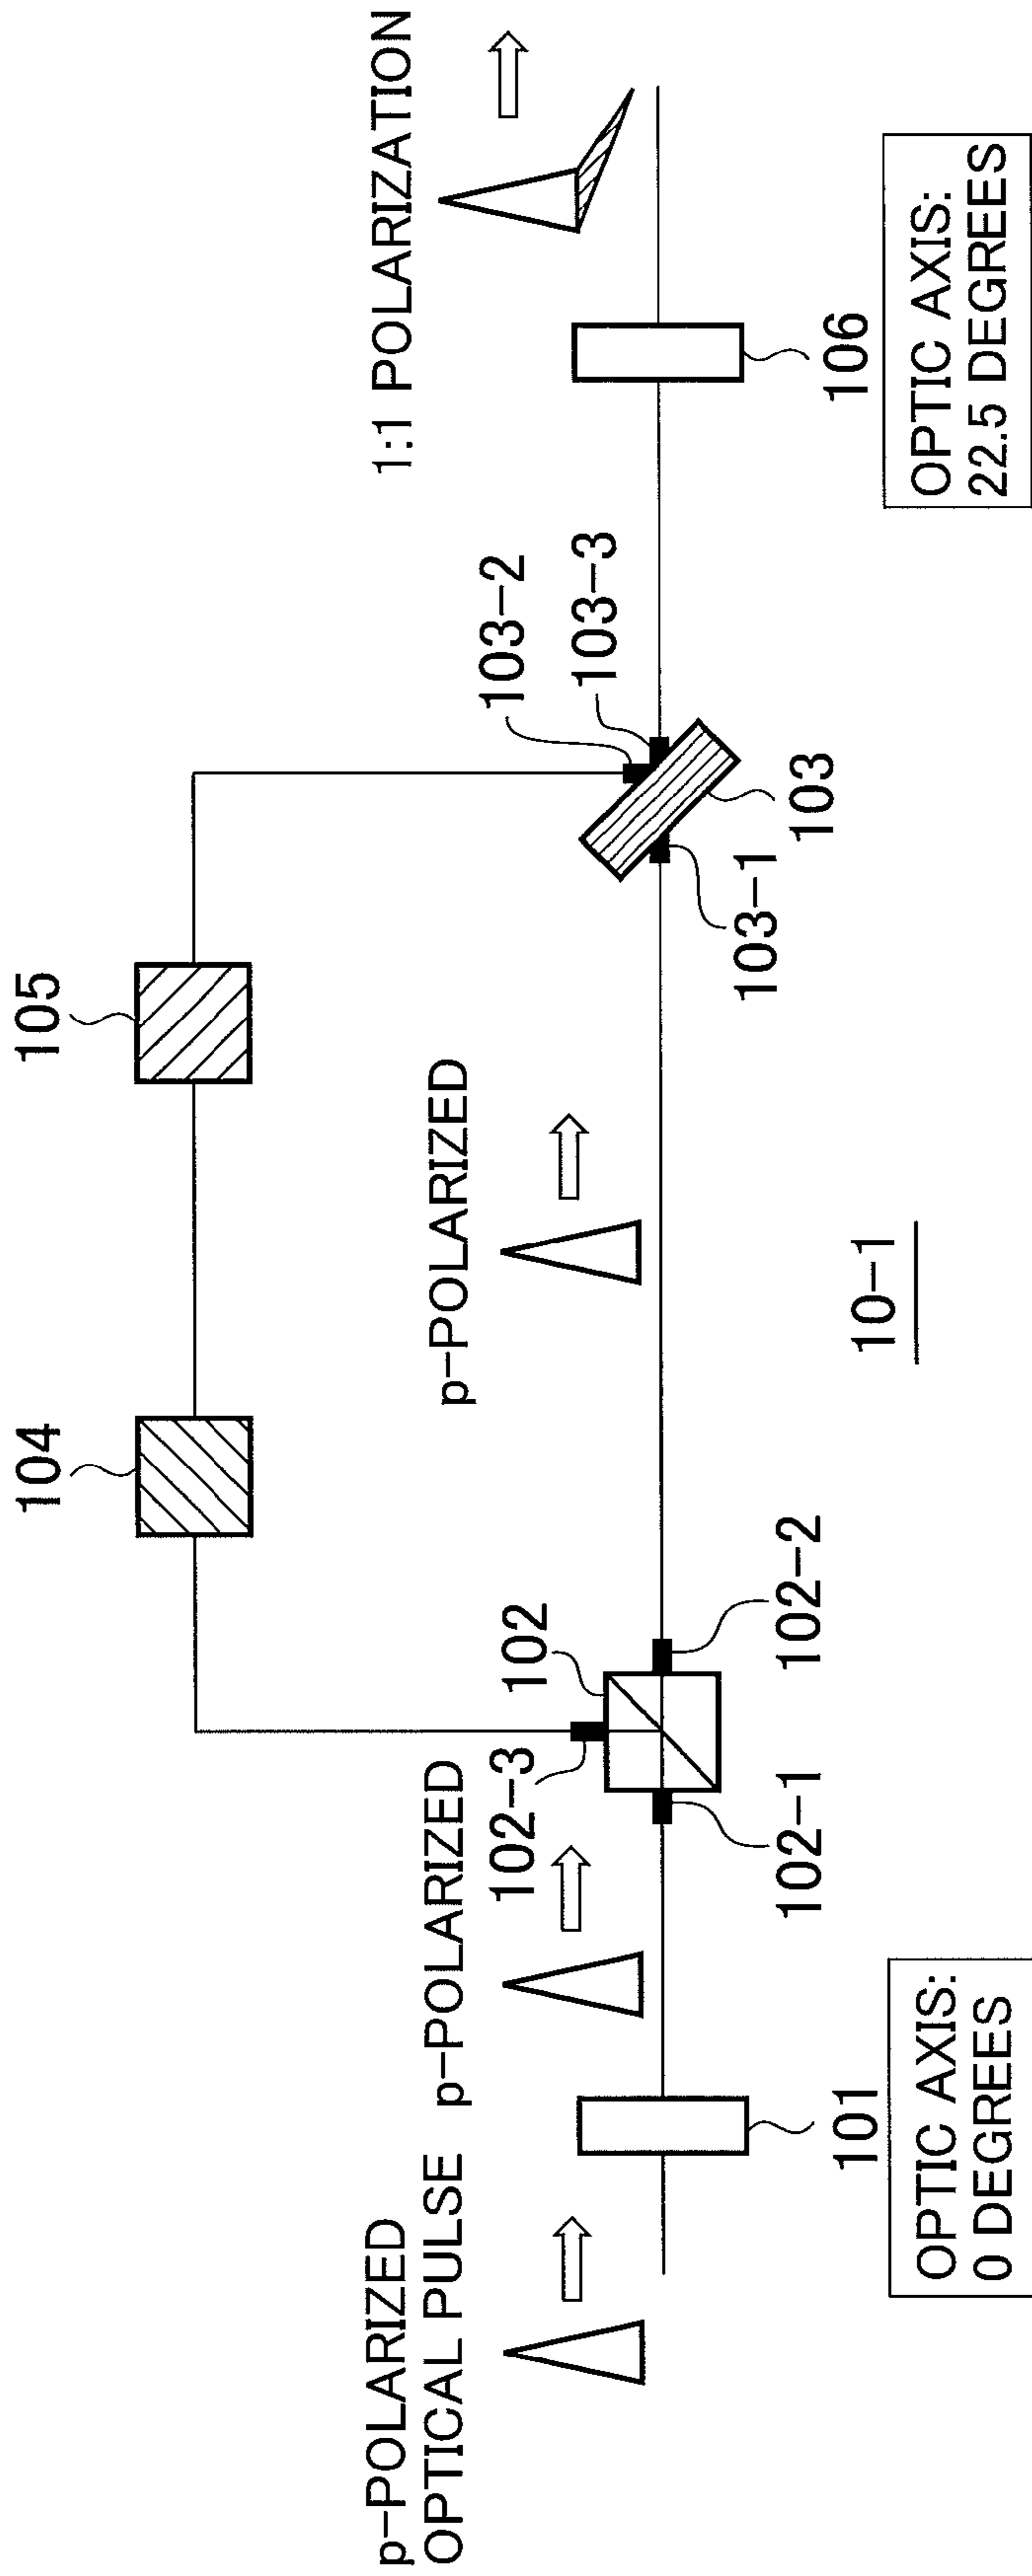 p-POLARIZED
OPTICAL PULSE
p-POLARIZED
p-POLARIZED
1:1 POLARIZATION
104
105
102-3
102
102-1
102-2
103-2
103-3
103-1
103
101
106
OPTIC AXIS:
0 DEGREES
10-1
OPTIC AXIS:
22.5 DEGREES